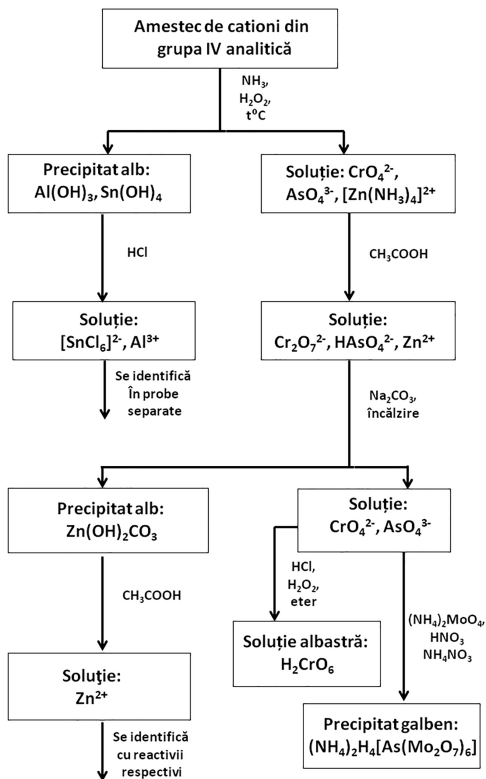 Amestec de cationi din
grupa IV analitică
NH₃,
H₂O₂,
t⁰C
Precipitat alb:
Al(OH)₃, Sn(OH)₄
Soluție: CrO₄²⁻,
AsO₄³⁻, [Zn(NH₃)₄]²⁺
HCl
CH₃COOH
Soluție:
[SnCl₆]²⁻, Al³⁺
Soluție:
Cr₂O₇²⁻, HAsO₄²⁻, Zn²⁺
Se identifică
În probe
separate
Na₂CO₃,
încălzire
Precipitat alb:
Zn(OH)₂CO₃
Soluție:
CrO₄²⁻, AsO₄³⁻
CH₃COOH
HCl,
H₂O₂,
eter
(NH₄)₂MoO₄,
HNO₃
NH₄NO₃
Soluție albastră:
H₂CrO₆
Soluţie:
Zn²⁺
Precipitat galben:
(NH₄)₂H₄[As(Mo₂O₇)₆]
Se identifică
cu reactivii
respectivi